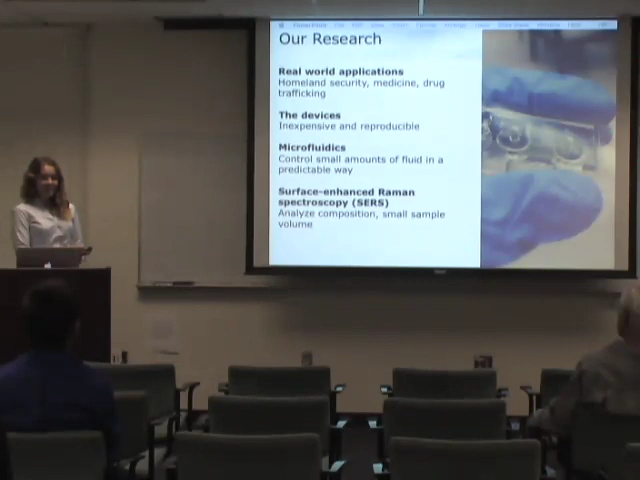 Our Research
Real world applications
Homeland security, medicine, drug
trafficking
The devices
Inexpensive and reproducible
Microfluidics
Control small amounts of fluid in a
predictable way
Surface-enhanced Raman
spectroscopy (SERS)
Analyze composition, small sample
volume